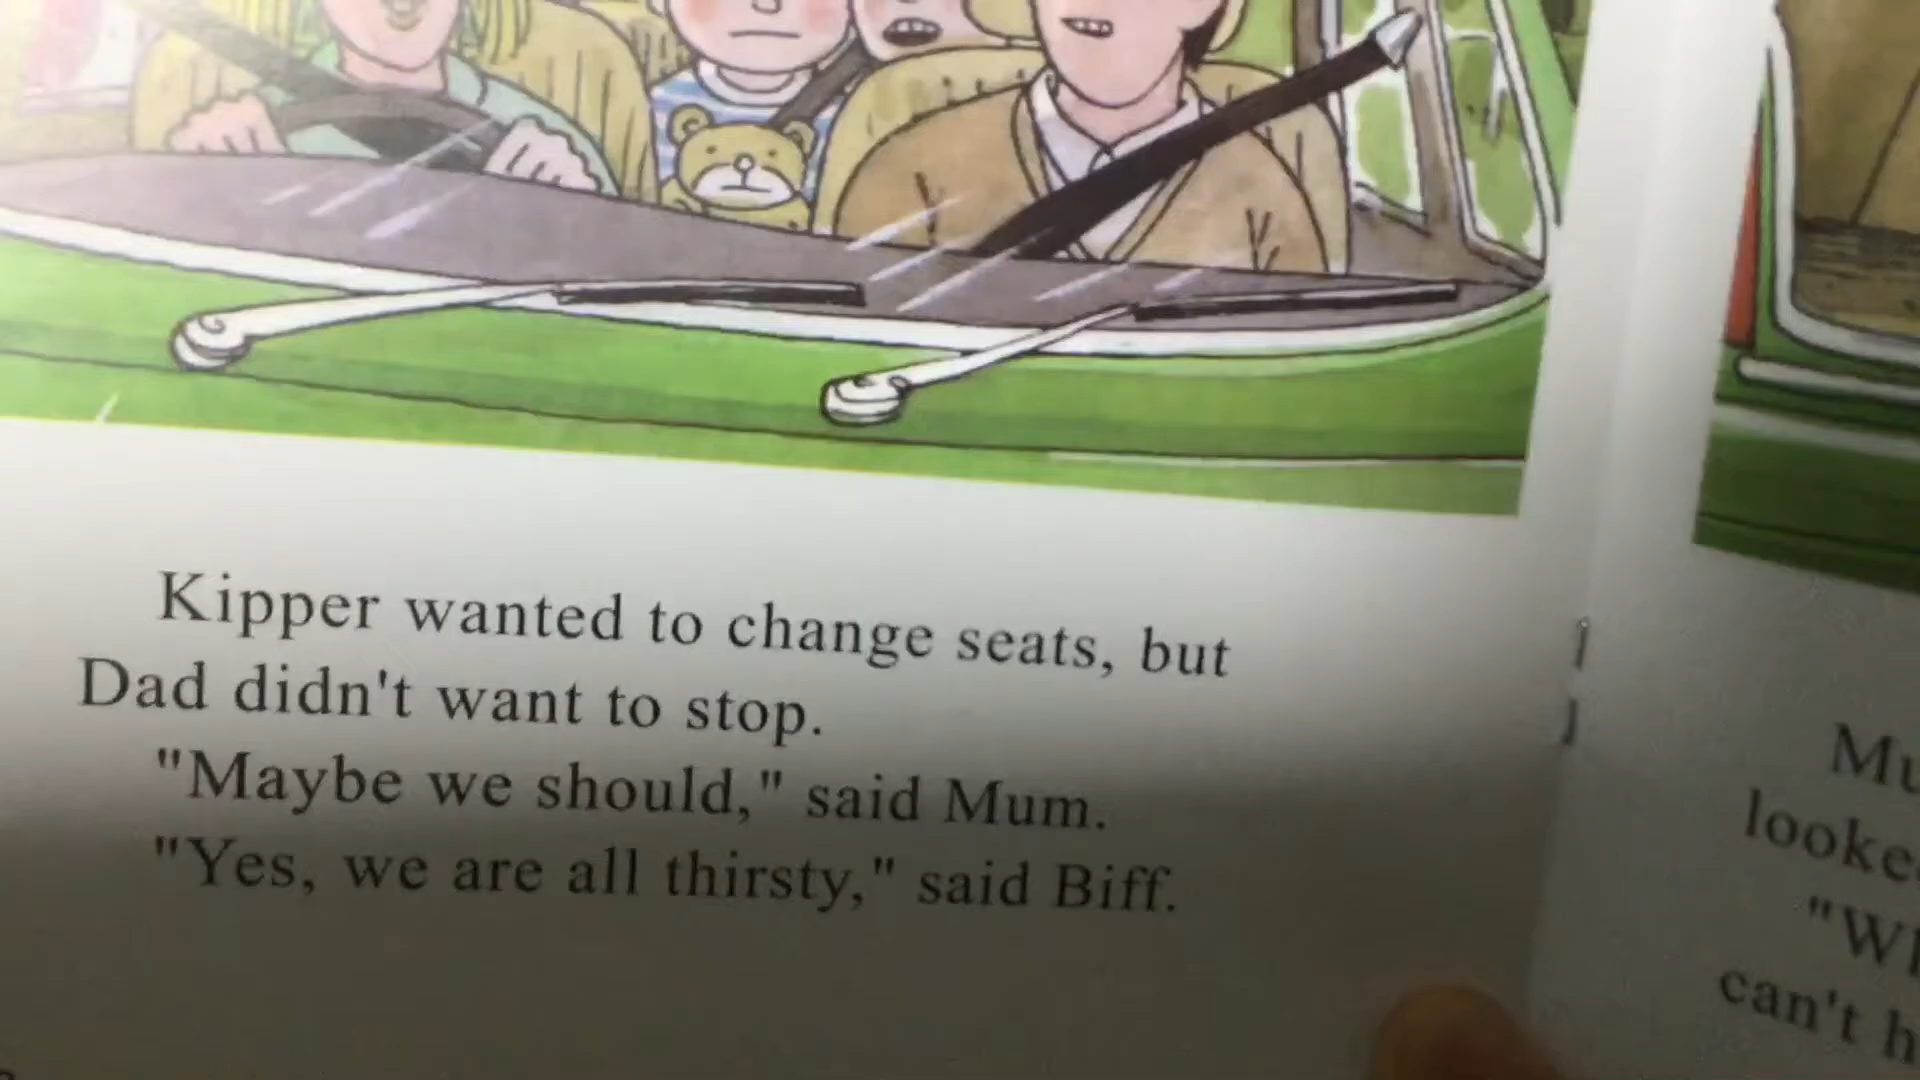 Kipper wanted to change seats, but
Dad didn't want to stop.
"Maybe we should," said Mum.
"Yes, we are all thirsty," said Biff.
can't